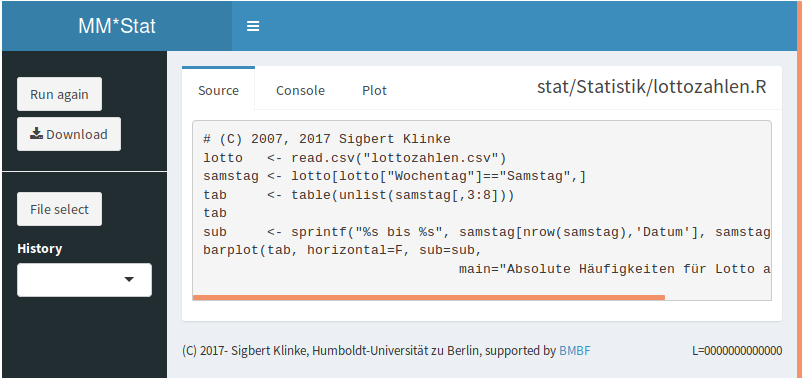 MM*Stat
Run again
Download
File select
History
Source Console Plot stat/Statistik/lottozahlen.R
# (C) 2007, 2017 Sigbert Klinke
lotto   <- read.csv("lottozahlen.csv")
samstag <- lotto[lotto["Wochentag"]=="Samstag",]
tab     <- table(unlist(samstag[,3:8]))
tab
sub     <- sprintf("%s bis %s", samstag[nrow(samstag),'Datum'], samstag
barplot(tab, horizontal=F, sub=sub,
main="Absolute Häufigkeiten für Lotto a
(C) 2017- Sigbert Klinke, Humboldt-Universität zu Berlin, supported by BMBF L=0000000000000